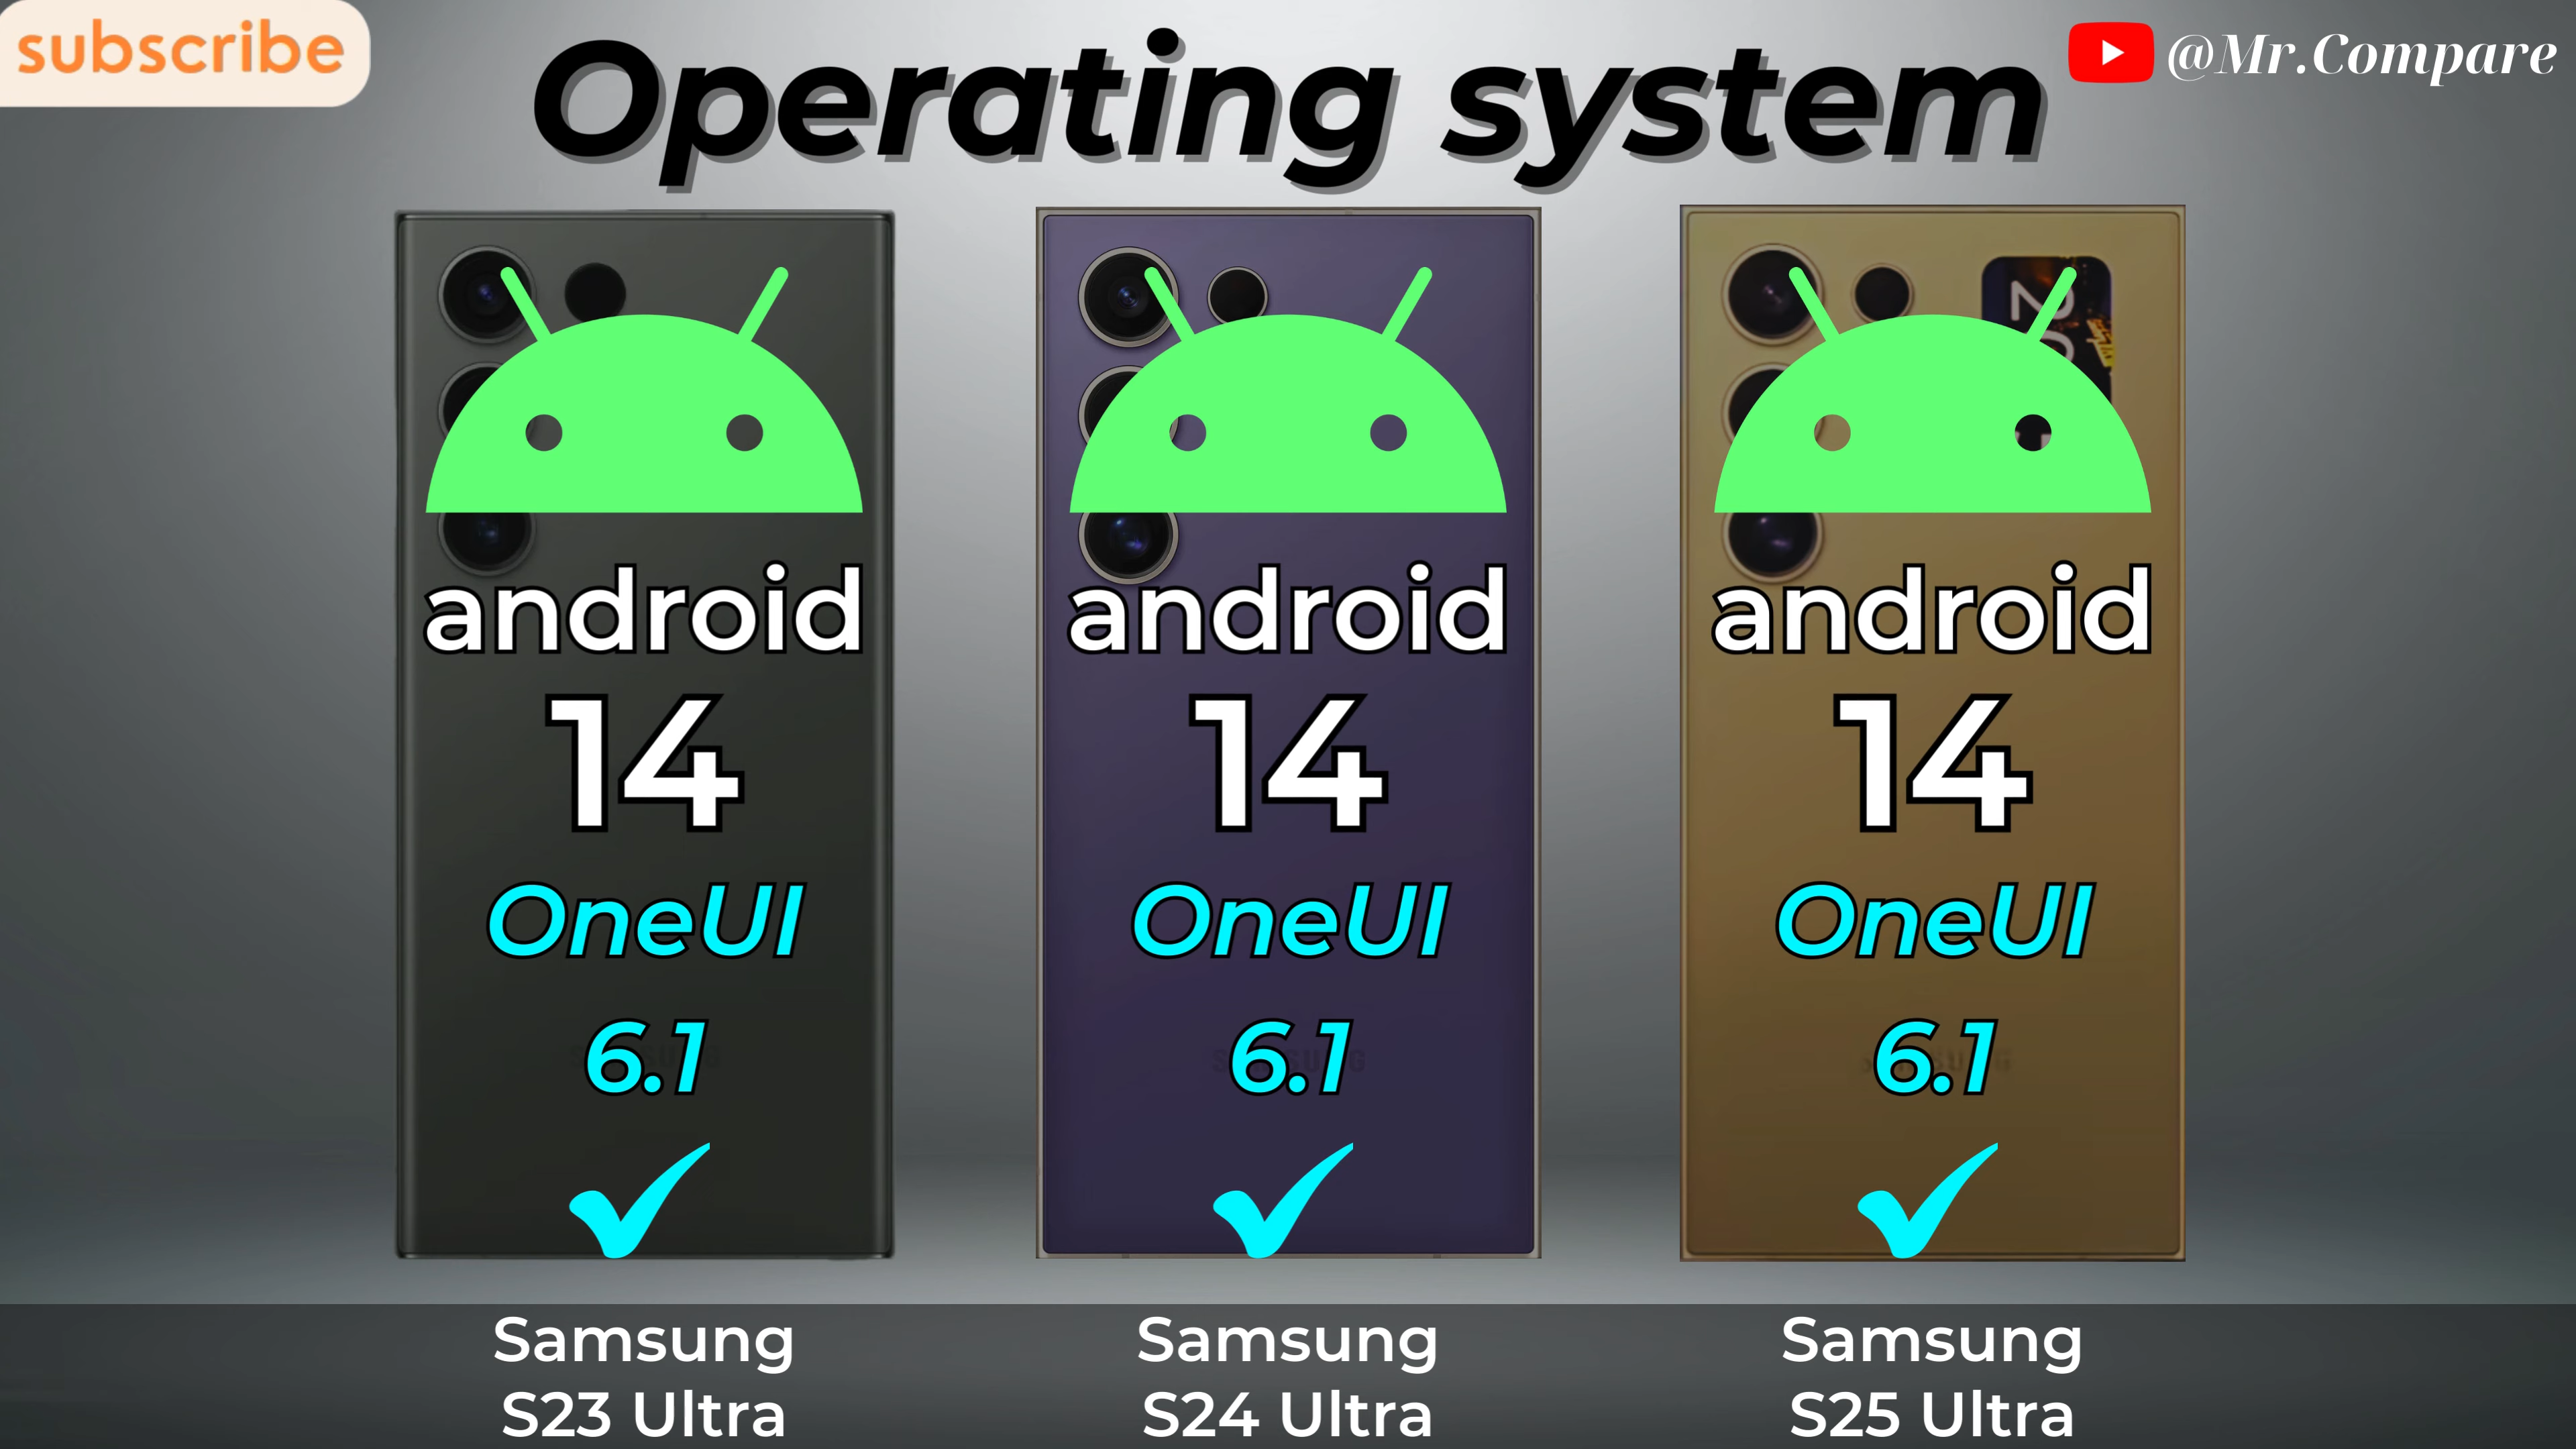 subscribe
Operating system
@Mr.Compare
android
14
OneUI
6.1
Samsung
S23 Ultra
android
14
OneUI
6.1
Samsung
S24 Ultra
android
14
OneUI
6.1
Samsung
S25 Ultra